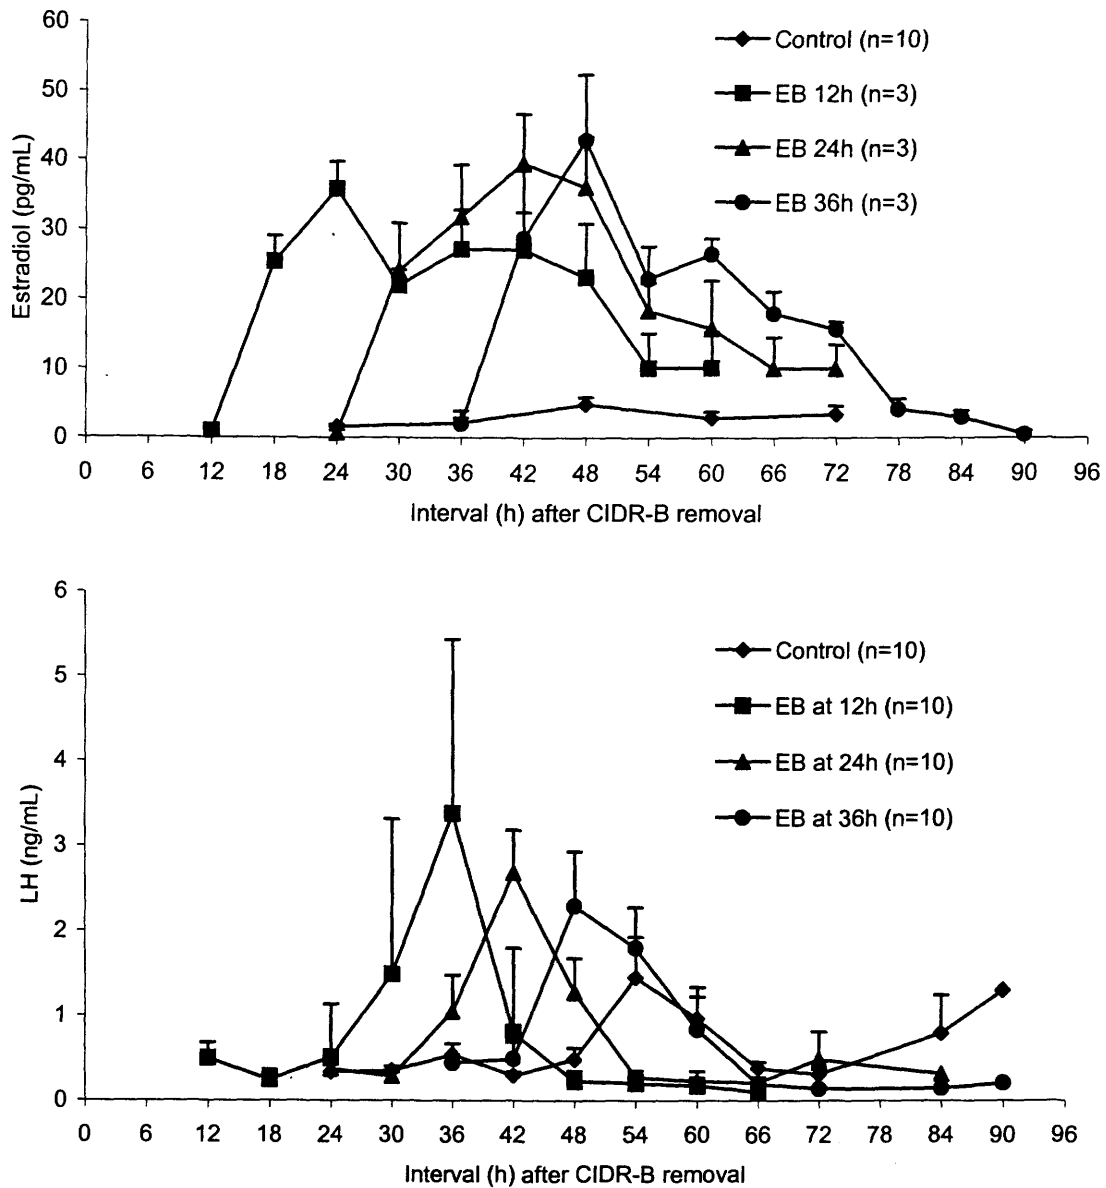 60
50
40
30
20
10
0
Estradiol (pg/mL)
Control (n=10)
EB 12h (n=3)
EB 24h (n=3)
EB 36h (n=3)
0 6 12 18 24 30 36 42 48 54 60 66 72 78 84 90 96
Interval (h) after CIDR-B removal
6
5
4
3
2
1
0
LH (ng/mL)
Control (n=10)
EB at 12h (n=10)
EB at 24h (n=10)
EB at 36h (n=10)
0 6 12 18 24 30 36 42 48 54 60 66 72 78 84 90 96
Interval (h) after CIDR-B removal